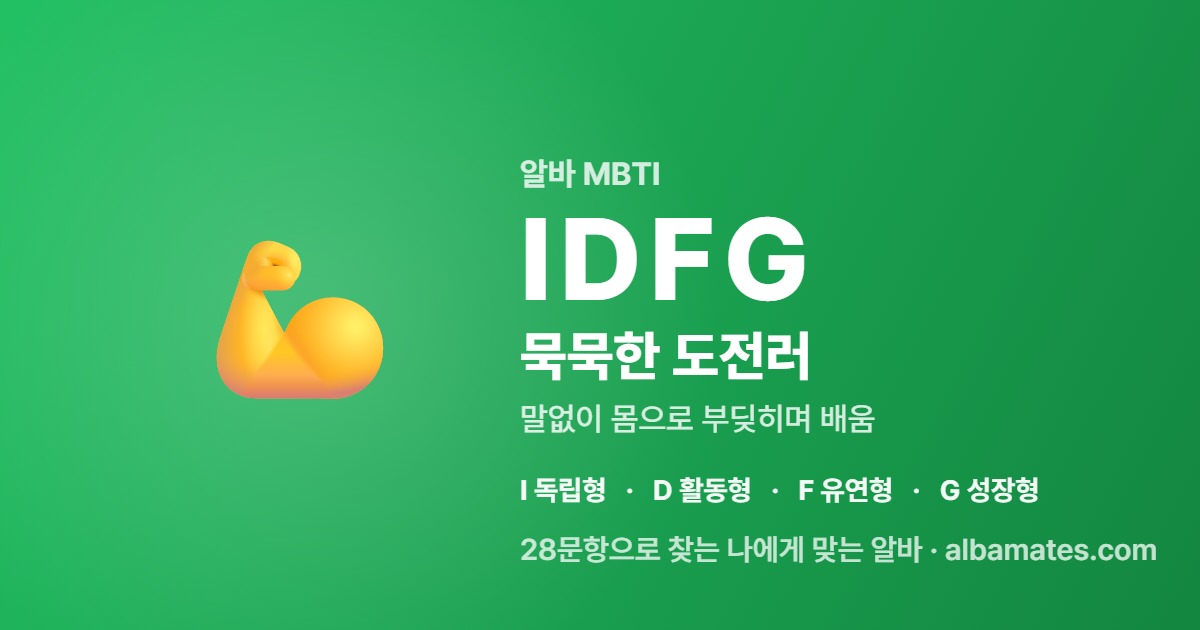 알바 MBTI
IDFG
묵묵한 도전러
말없이 몸으로 부딪히며 배움
I 독립형 · D 활동형 · F 유연형 · G 성장형
28문항으로 찾는 나에게 맞는 알바 · albamates.com